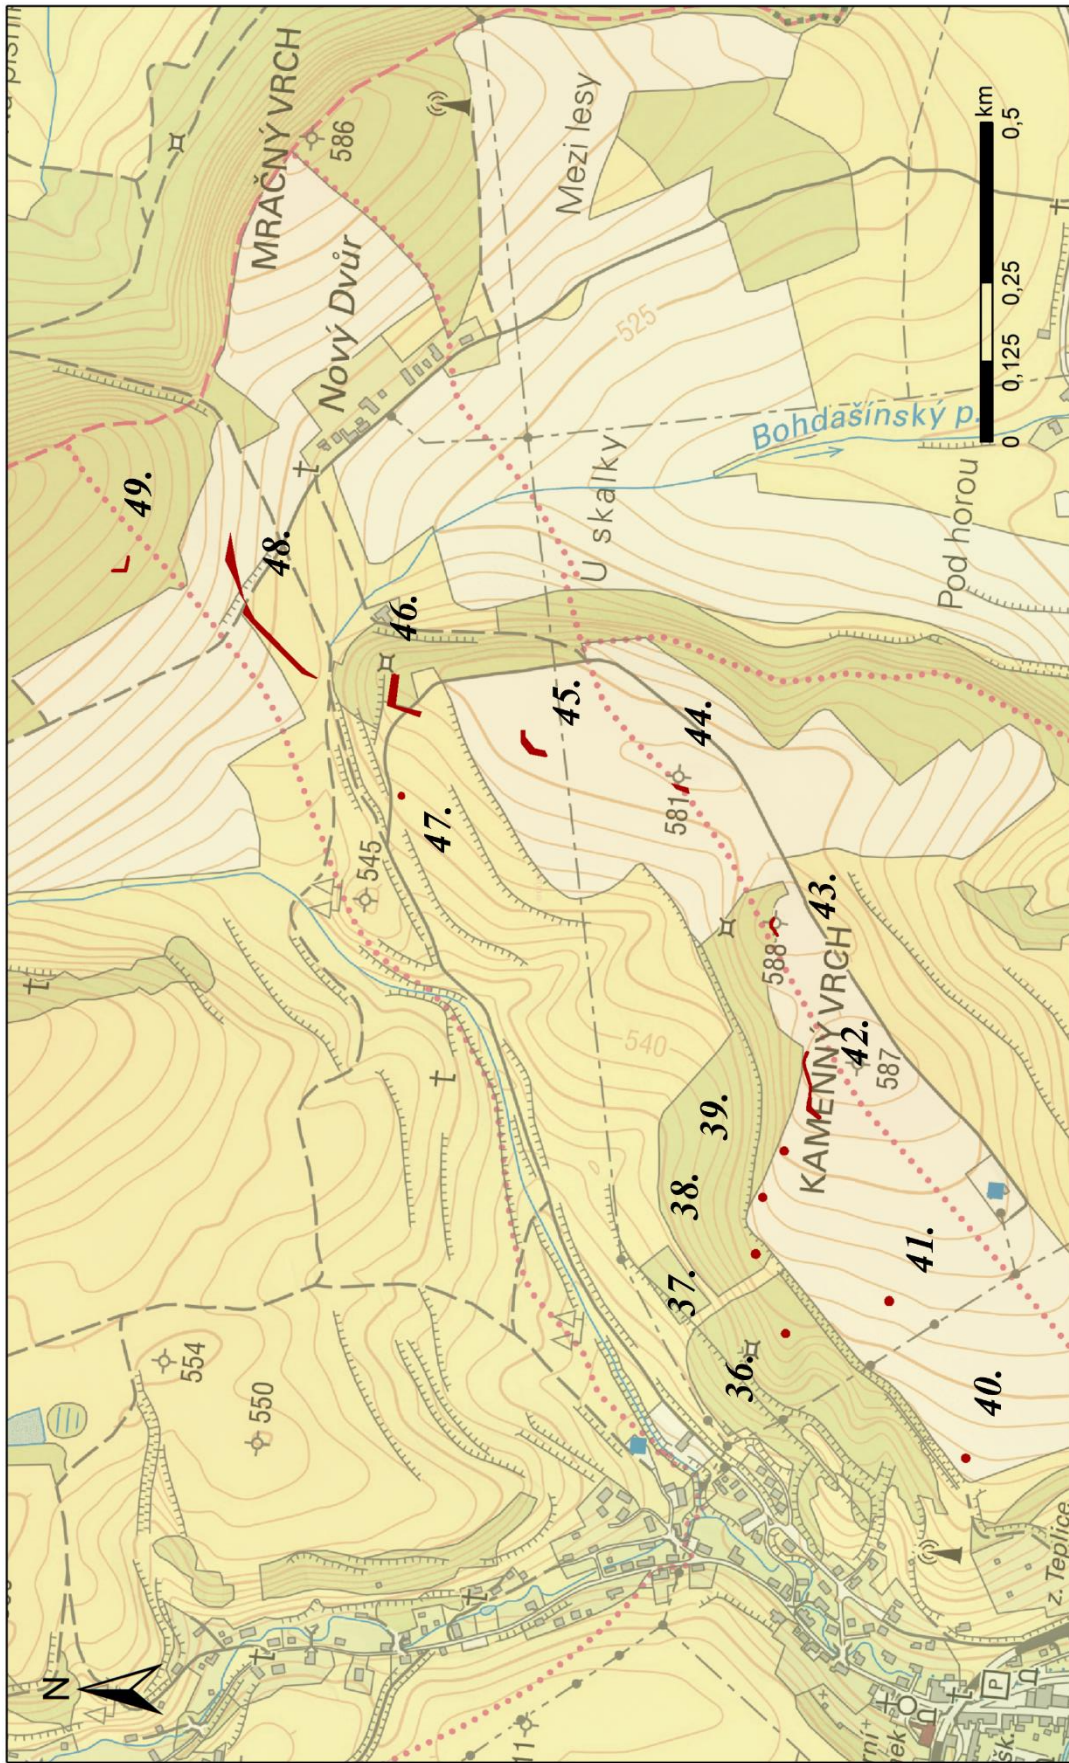 N
554
550
545
49.
MRAČNÝ VRCH
586
48.
Nový Dvůr
46.
47.
540
45.
Mezi lesy
U skalky
525
581
44.
36.
37.
38.
39.
588
43.
KAMENNÝ VRCH
42.
587
Bohdašínský p.
41.
40.
Pod horou
P
z. Teplice
šk.
0
0,125
0,25
0,5
km